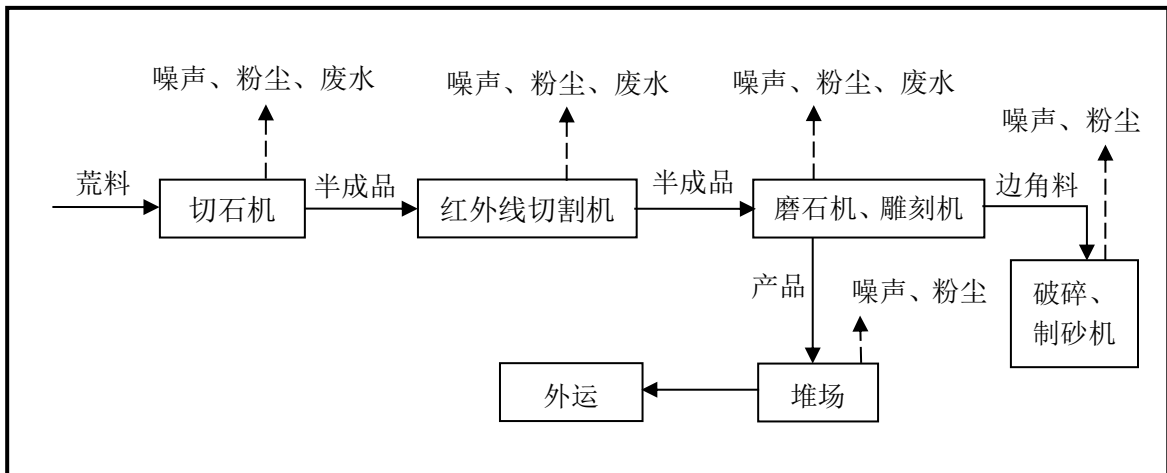 噪声、粉尘、废水
噪声、粉尘、废水
噪声、粉尘、废水
噪声、粉尘
荒料
切石机
半成品
红外线切割机
半成品
磨石机、雕刻机
边角料
破碎、
制砂机
产品
噪声、粉尘
外运
堆场